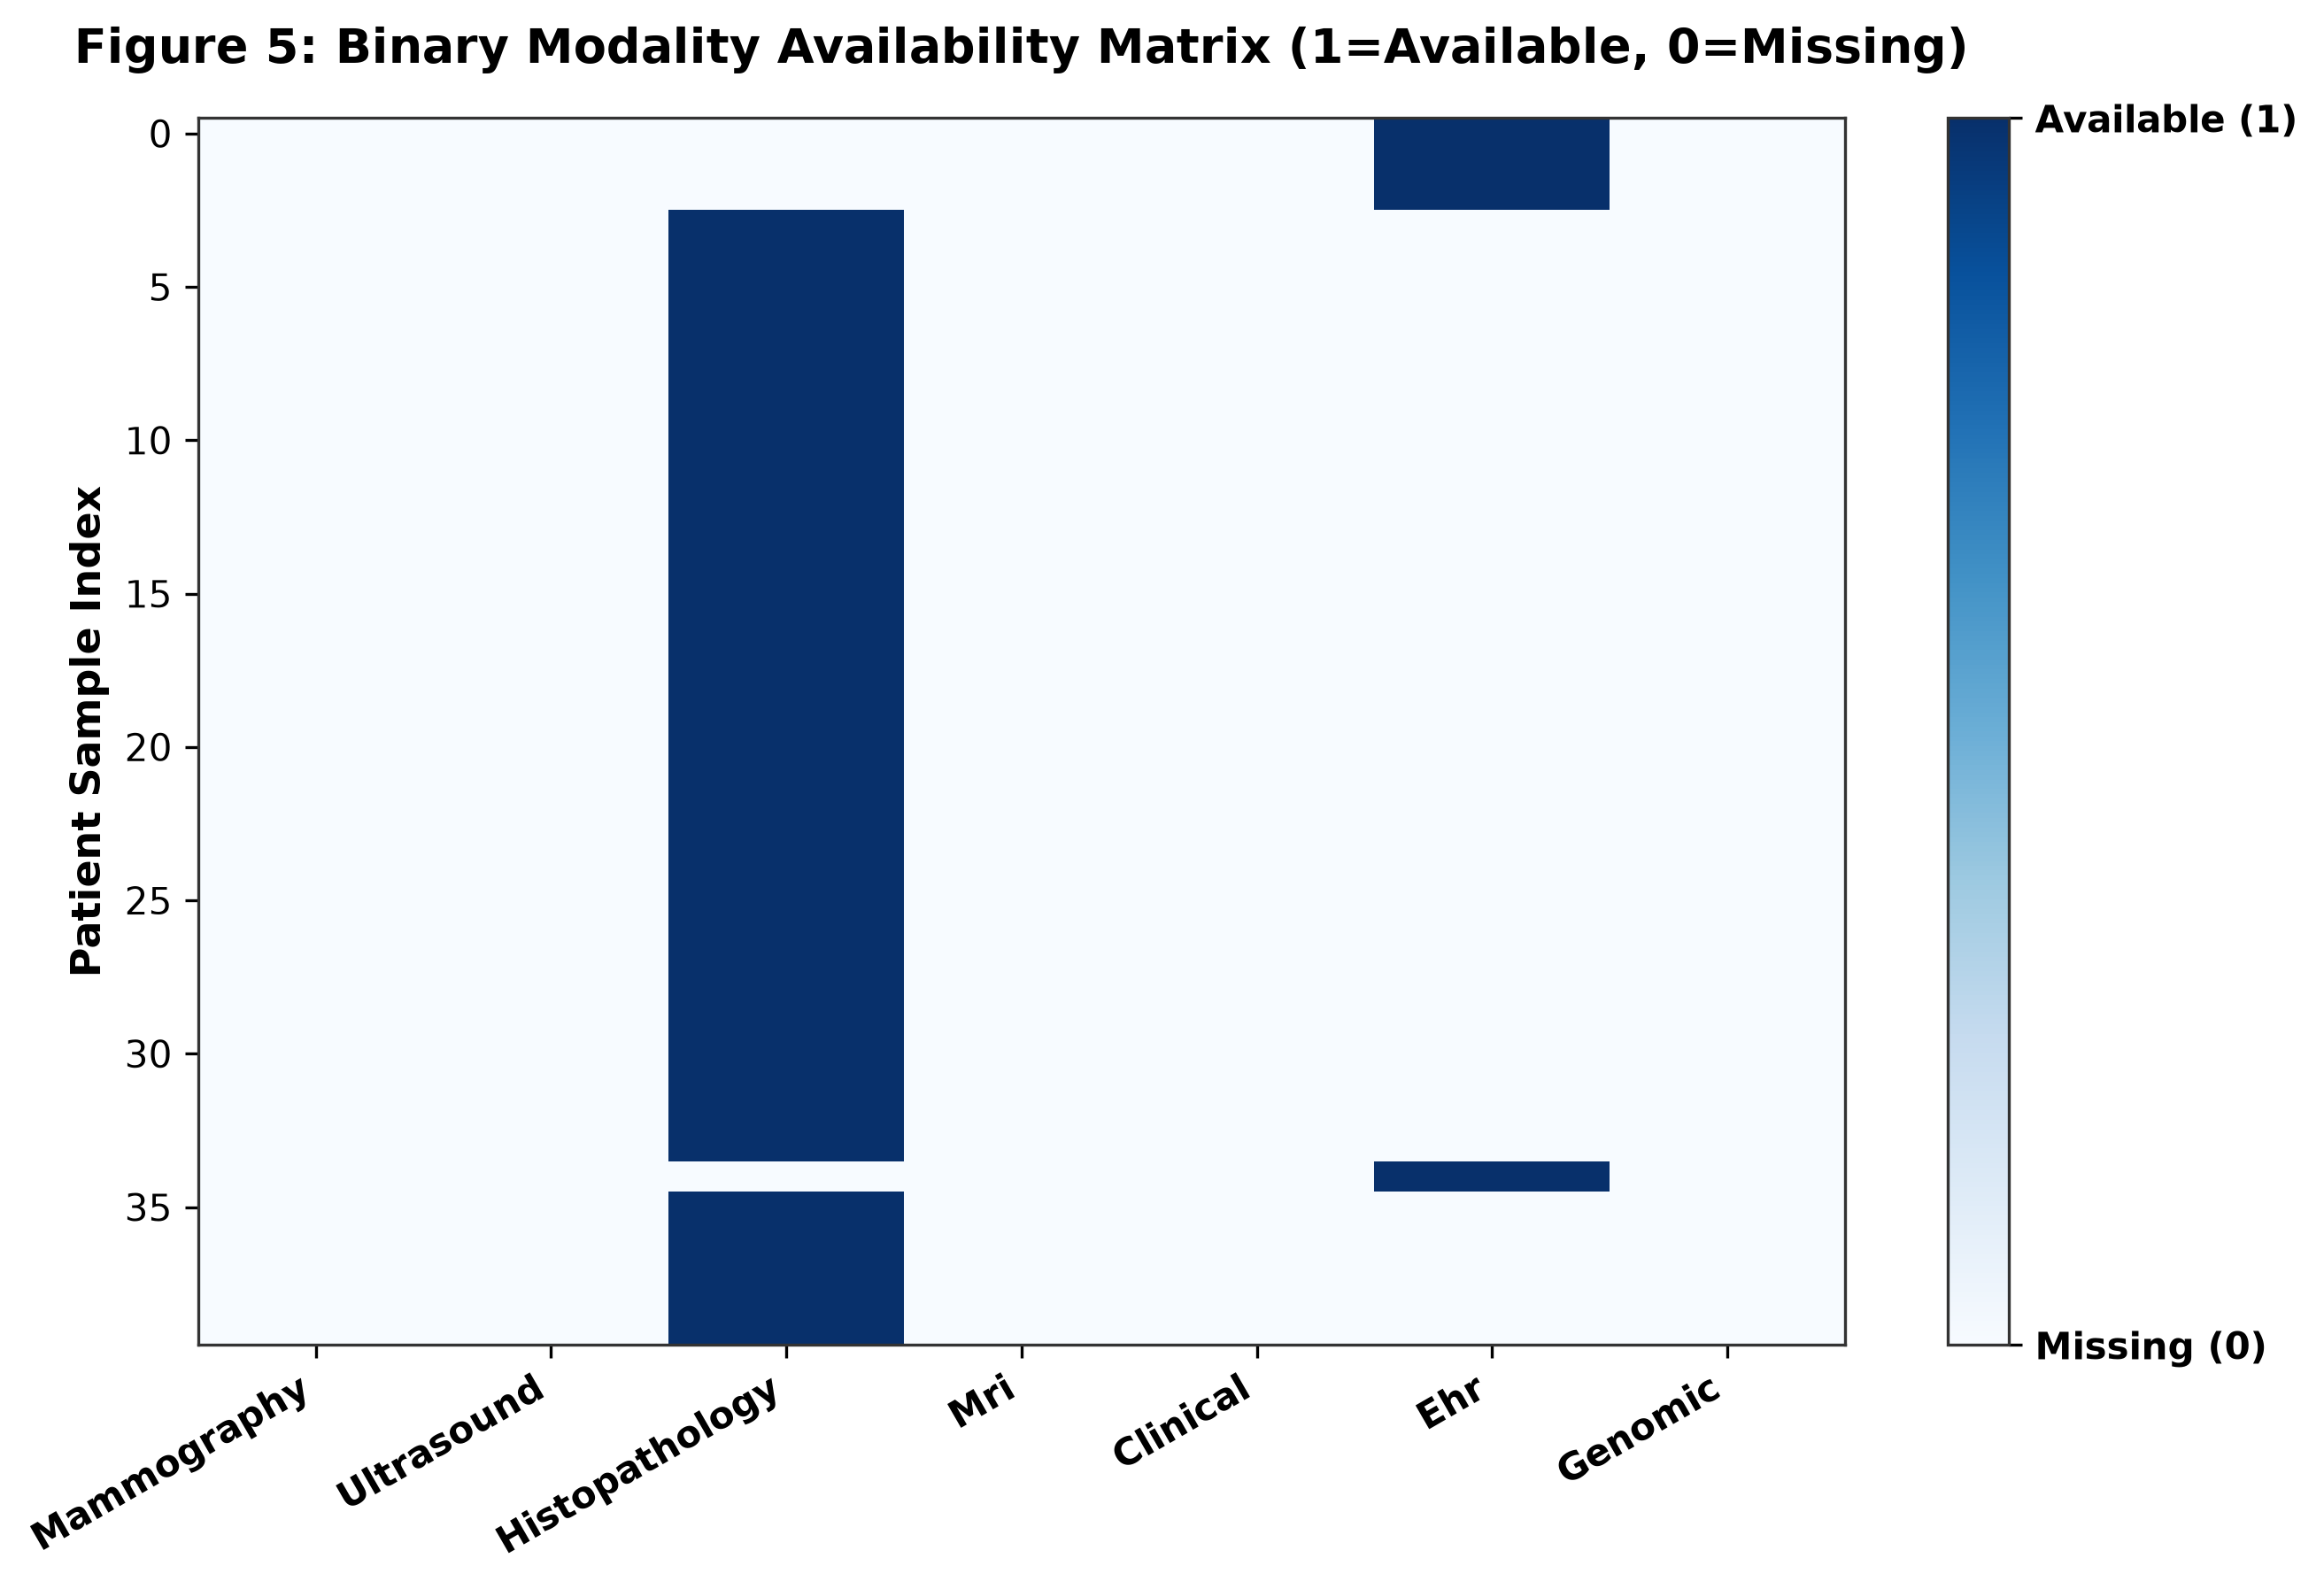 Figure 5: Binary Modality Availability Matrix (1=Available, 0=Missing)
Available (1)
0
5
10
15
20
25
30
35
Patient Sample Index
Missing (0)
Mammography
Ultrasound
Histopathology
Mri
Clinical
Ehr
Genomic